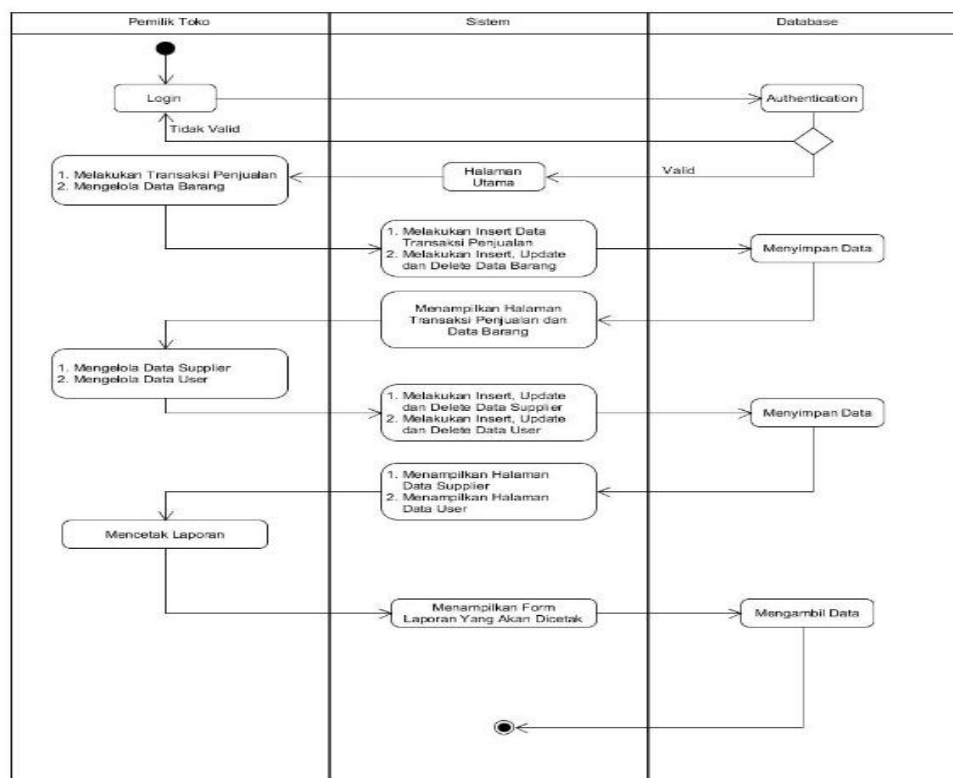 Pemilik Toko
Sistem
Database
Login
Authentication
Tidak Valid
Valid
Halaman
Utama
1. Melakukan Transaksi Penjualan
2. Mengelola Data Barang
1. Melakukan Insert Data
Transaksi Penjualan
2. Melakukan Insert, Update
dan Delete Data Barang
Menyimpan Data
Menampilkan Halaman
Transaksi Penjualan dan
Data Barang
1. Mengelola Data Supplier
2. Mengelola Data User
1. Melakukan Insert, Update
dan Delete Data Supplier
2. Melakukan Insert, Update
dan Delete Data User
Menyimpan Data
1. Menampilkan Halaman
Data Supplier
2. Menampilkan Halaman
Data User
Mencetak Laporan
Menampilkan Form
Laporan Yang Akan Dicetak
Mengambil Data